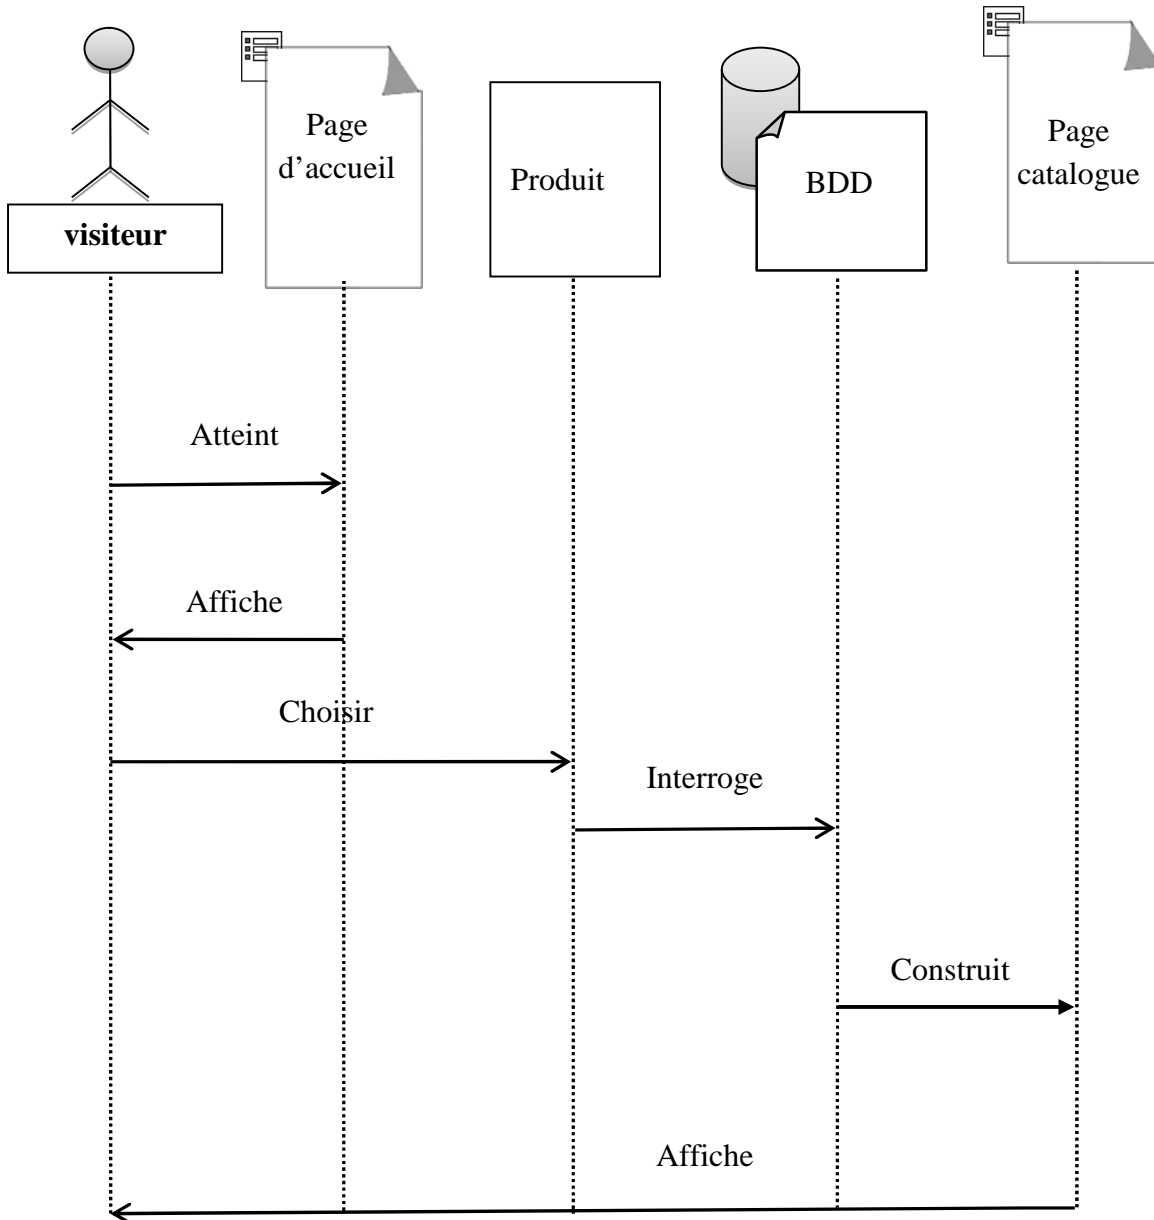 visiteur
Page
d’accueil
Produit
BDD
Page
catalogue
Atteint
Affiche
Choisir
Interroge
Construit
Affiche